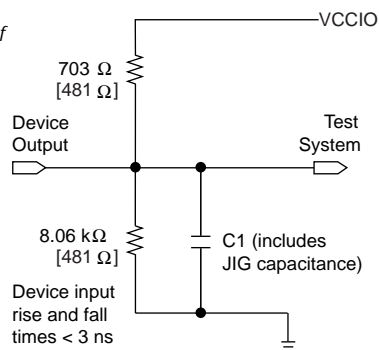 f
VCCIO
703 Ω
[481 Ω]
Device
Output
Test
System
8.06 kΩ
[481 Ω]
C1 (includes
JIG capacitance)
Device input
rise and fall
times < 3 ns